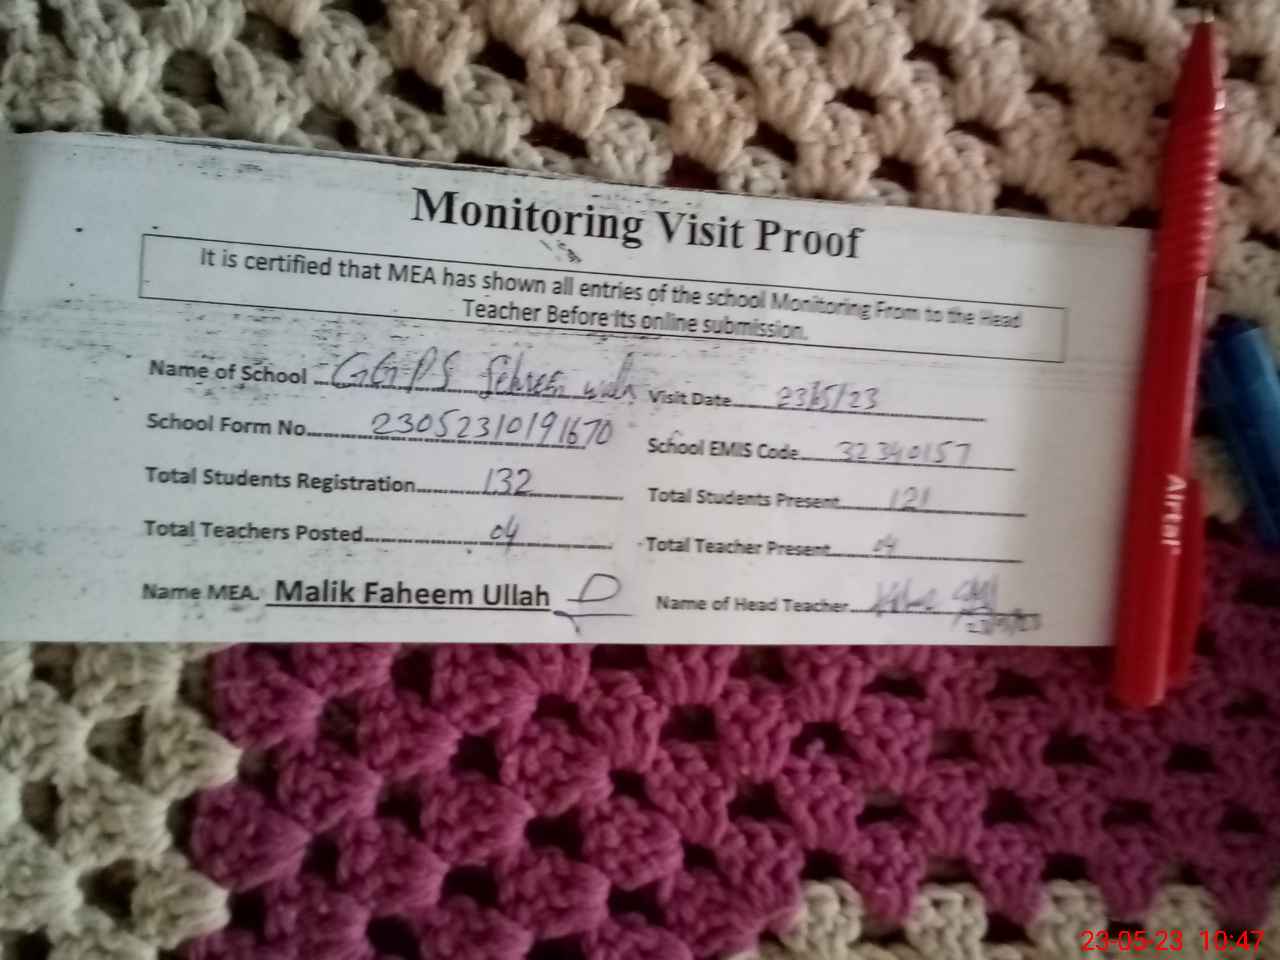 Monitoring Visit Proof
It is certified that MEA has shown all entries of the school Monitoring From to the Head
Teacher Before its online submission.
Name of School GGPS Visit Date 23/5/23
School Form No. 23052310191670 School EMIS Code 32340157
Total Students Registration 132 Total Students Present 121
Total Teachers Posted 04 Total Teacher Present 04
Name MEA. Malik Faheem Ullah Name of Head Teacher
Airtel
23-05-23 10:47